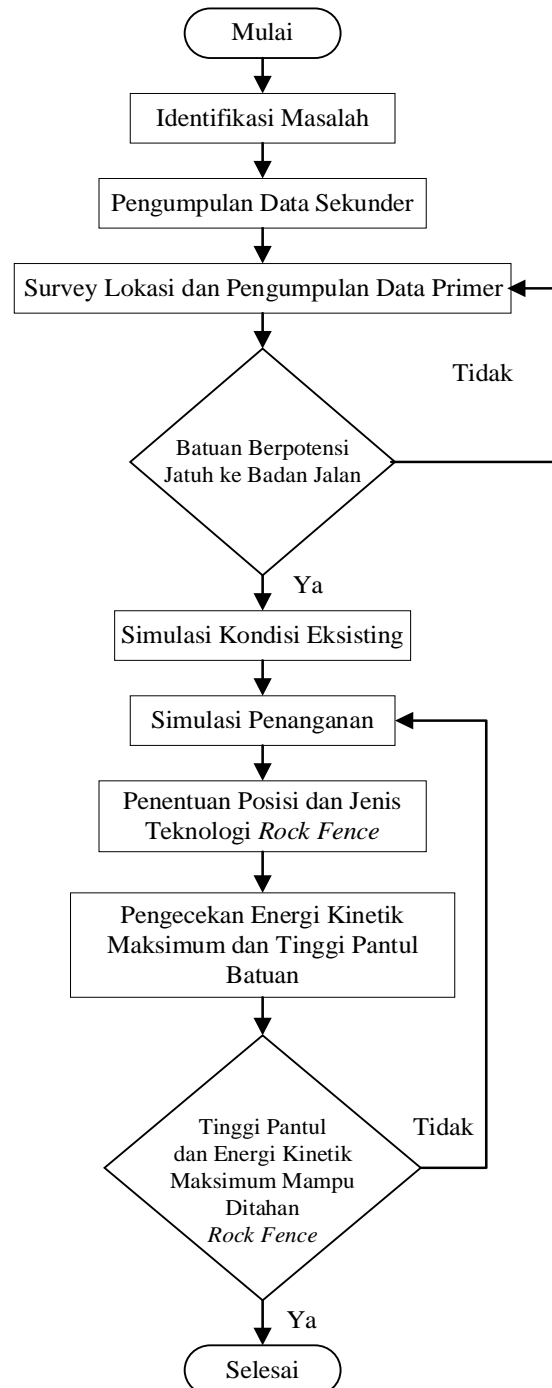 Mulai
Identifikasi Masalah
Pengumpulan Data Sekunder
Survey Lokasi dan Pengumpulan Data Primer
Tidak
Batuan Berpotensi
Jatuh ke Badan Jalan
Ya
Simulasi Kondisi Eksisting
Simulasi Penanganan
Penentuan Posisi dan Jenis
Teknologi Rock Fence
Pengecekan Energi Kinetik
Maksimum dan Tinggi Pantul
Batuan
Tinggi Pantul
dan Energi Kinetik
Maksimum Mampu
Ditahan
Rock Fence
Tidak
Ya
Selesai